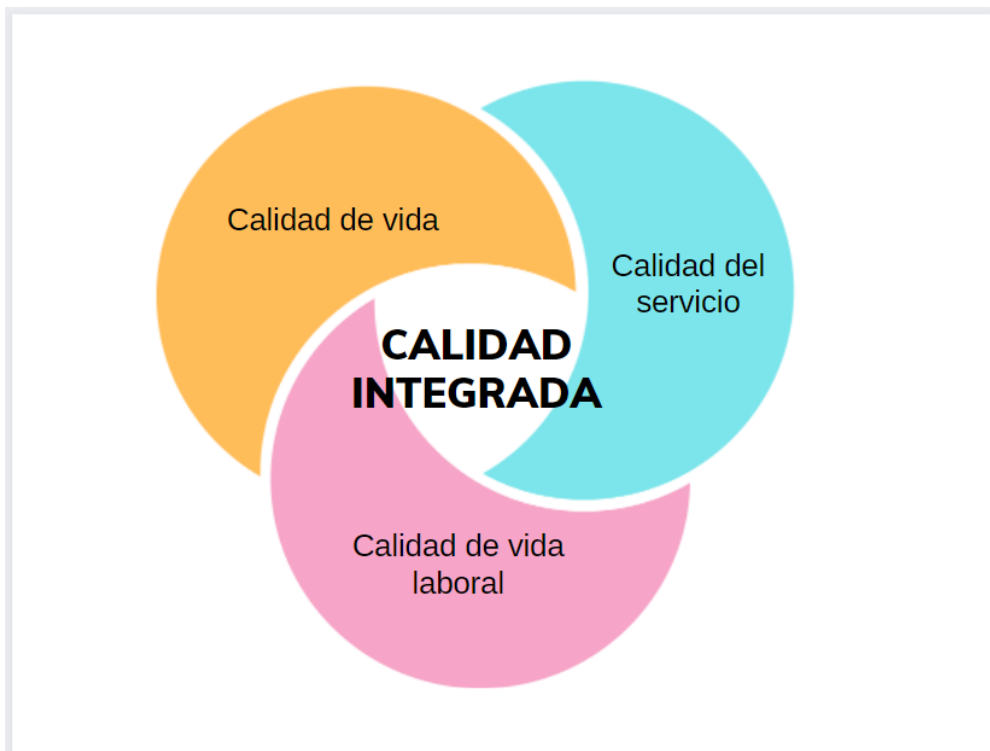 Calidad de vida
Calidad del
servicio
CALIDAD
INTEGRADA
Calidad de vida
laboral